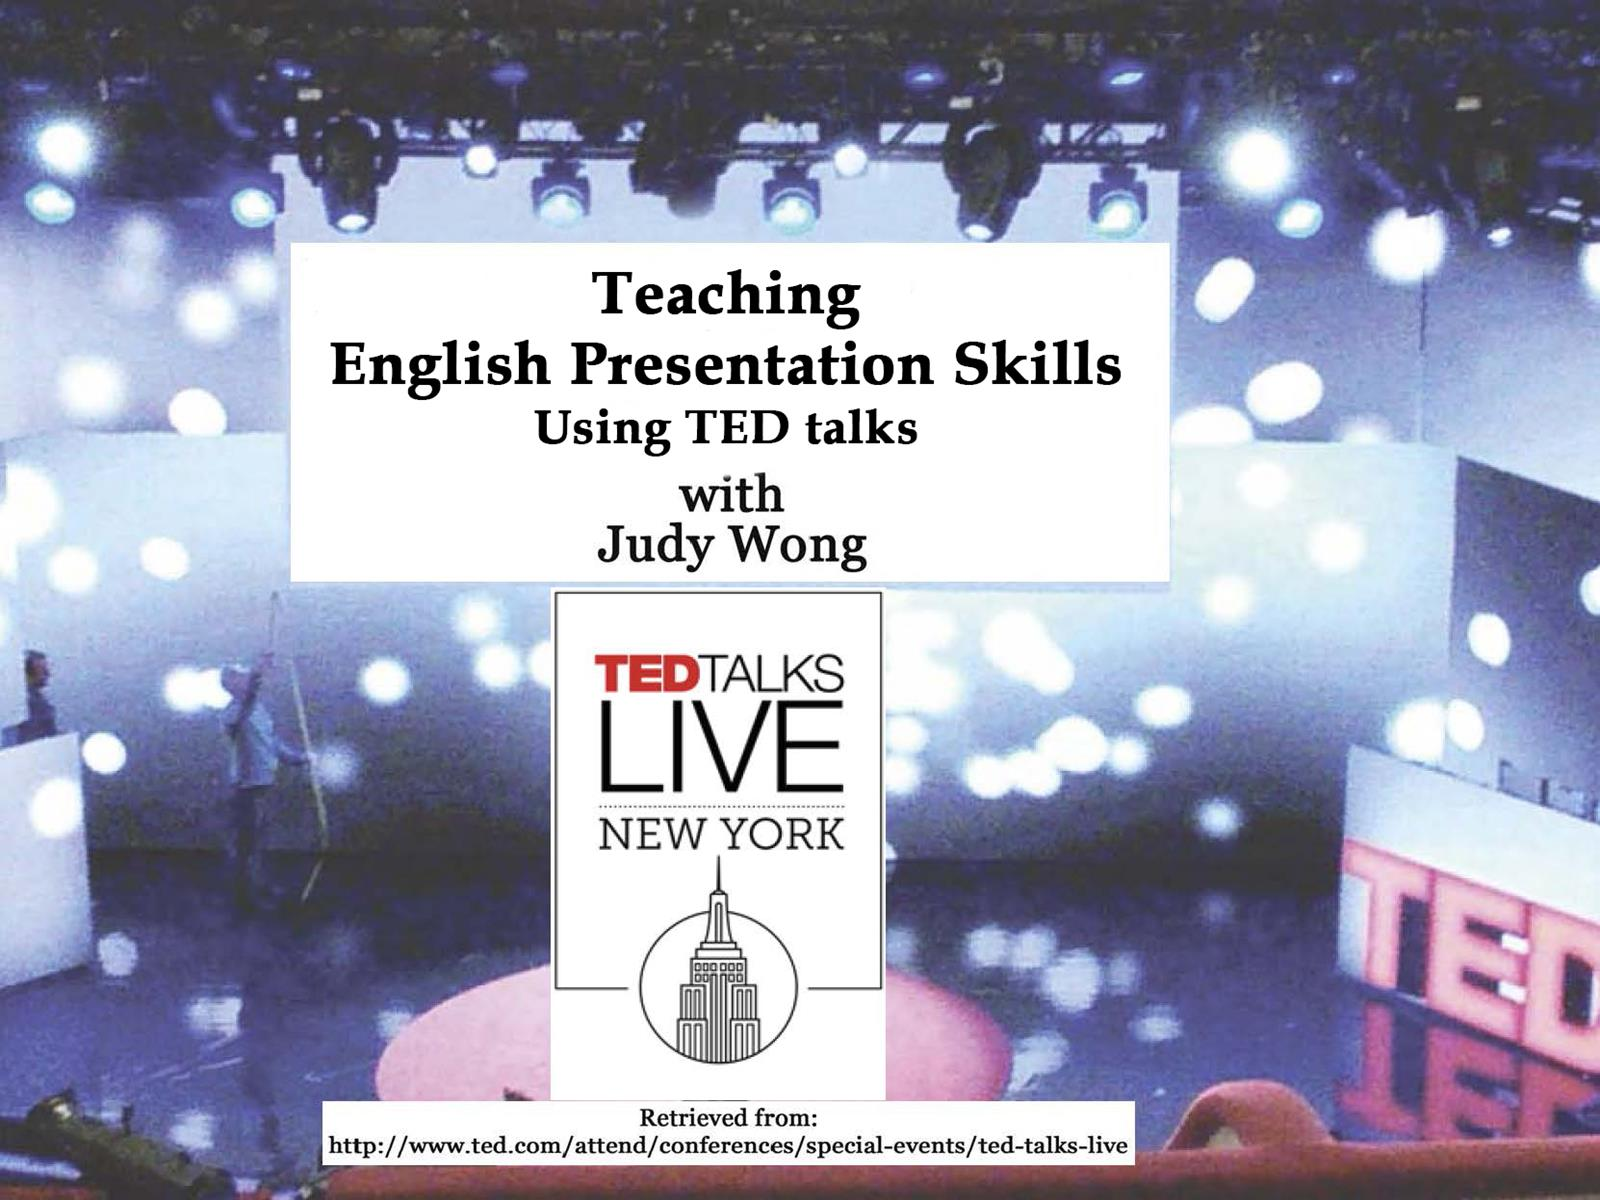 Teaching
English Presentation Skills
Using TED talks
with
Judy Wong
TEDTALKS
LIVE
NEW YORK
TED
Retrieved from:
http://www.ted.com/attend/conferences/special-events/ted-talks-live